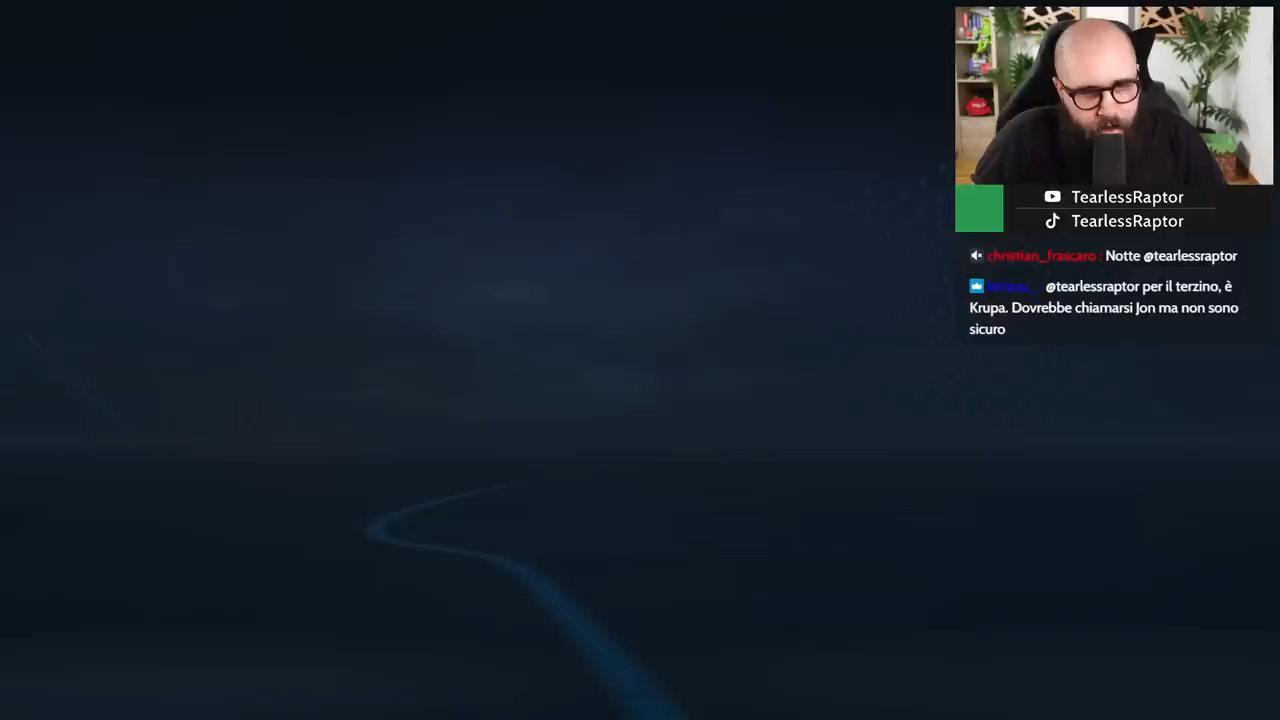 TearlessRaptor
TearlessRaptor
christian_frascaro : Notte @tearlessraptor
@tearlessraptor per il terzino, è
Krupa. Dovrebbe chiamarsi Jon ma non sono
sicuro